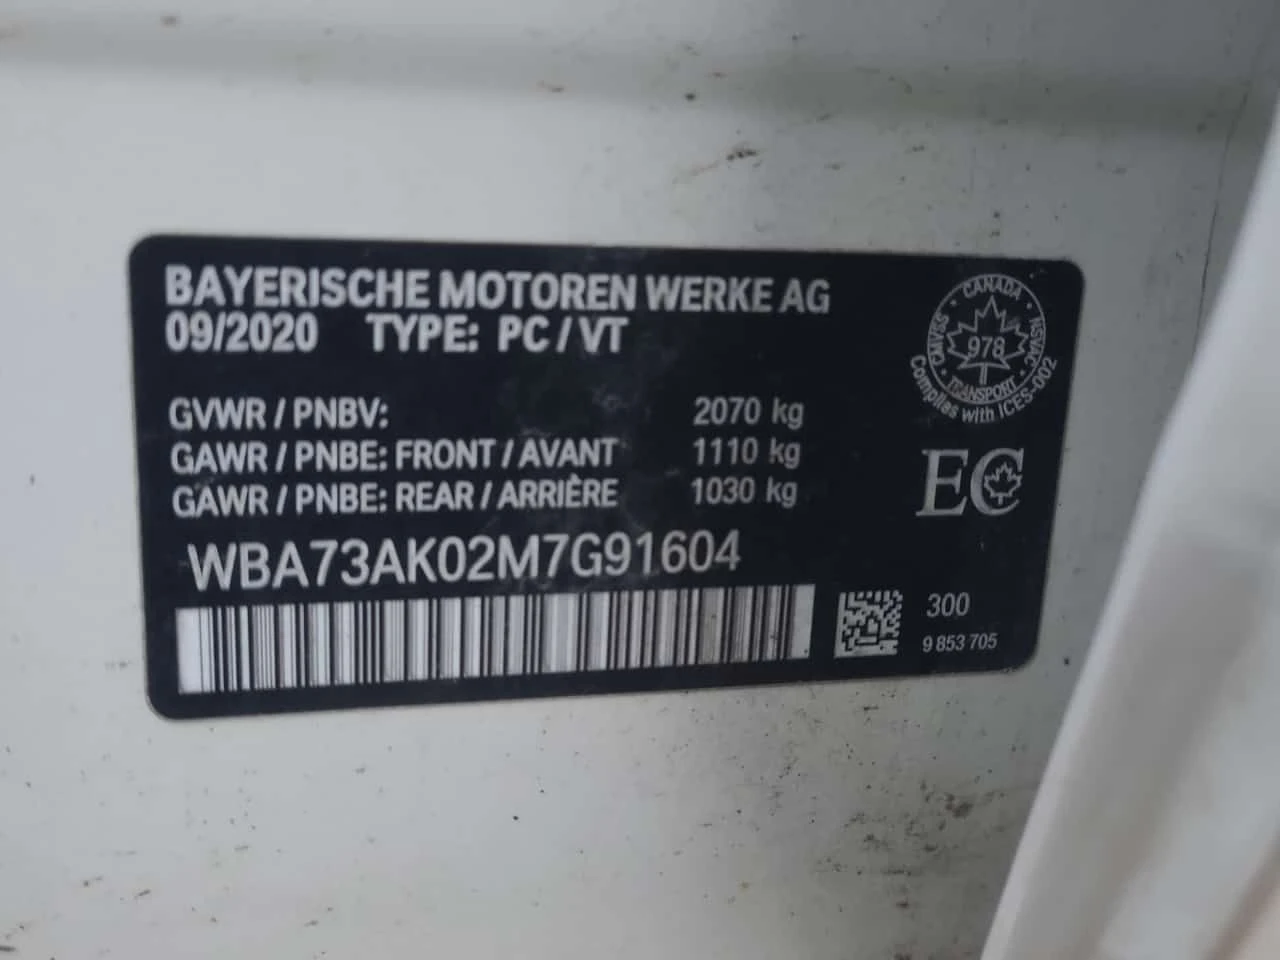 BAYERISCHE MOTOREN WERKE AG
09/2020 TYPE: PC / VT
GVWR / PNBV: 2070 kg
GAWR / PNBE: FRONT / AVANT 1110 kg
GAWR / PNBE: REAR / ARRIÈRE 1030 kg
WBA73AK02M7G91604
CANADA
CMVSS
NSVAC
978
TRANSPORT
Complies with ICES-002
EC
300
9 853 705